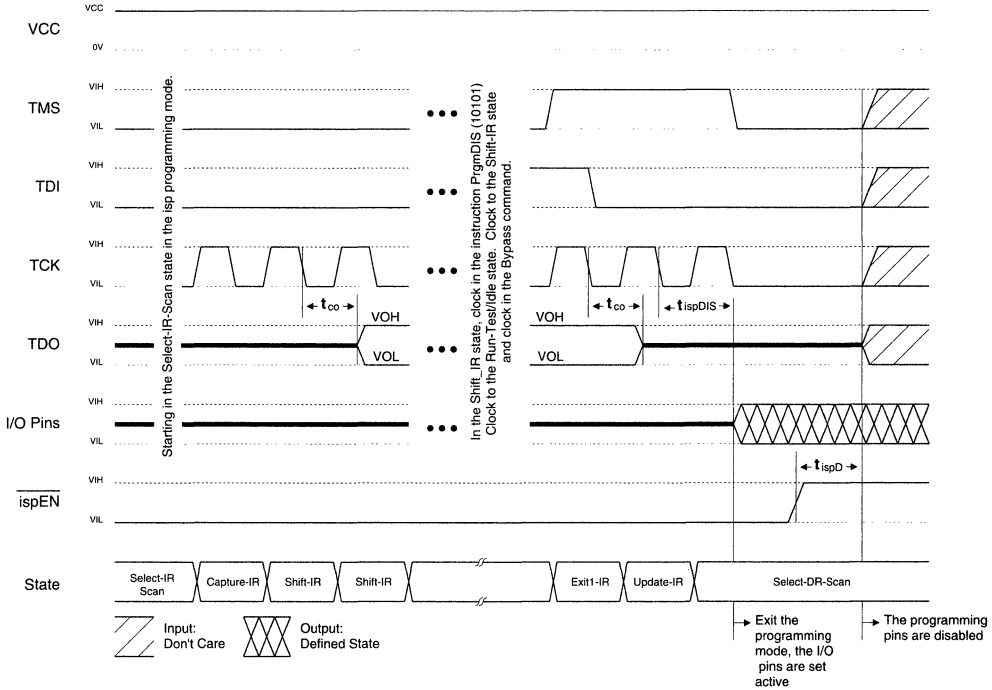 VCC
VCC
0V
TMS
VIH
VIL
Starting in the Select-IR-Scan state in the isp programming mode.
In the Shift_IR state, clock in the instruction PrgmDIS (10101)
Clock to the Run-Test/Idle state. Clock to the Shift-IR state
and clock in the Bypass command.
TDI
VIH
VIL
TCK
VIH
VIL
tco
tco
tispDIS
TDO
VIH
VIL
VOH
VOL
VOH
VOL
I/O Pins
VIH
VIL
tispD
ispEN
VIH
VIL
State
Select-IR
Scan
Capture-IR
Shift-IR
Shift-IR
Exit1-IR
Update-IR
Select-DR-Scan
Input:
Don't Care
Output:
Defined State
Exit the
programming
mode, the I/O
pins are set
active
The programming
pins are disabled